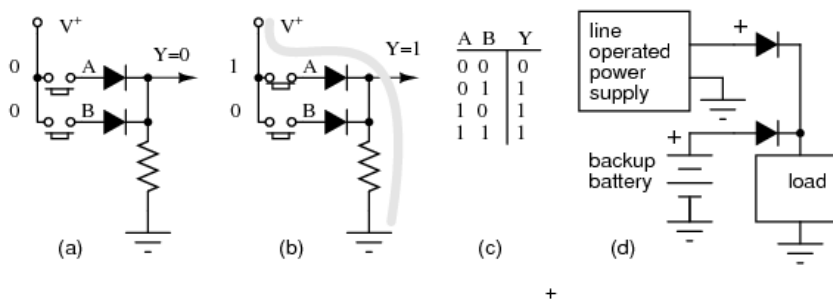 V⁺
Y=0
0
A
0
B
(a)
V⁺
Y=1
1
A
0
B
(b)
A B Y
0 0 0
0 1 1
1 0 1
1 1 1
(c)
line
operated
power
supply
+
+
backup
battery
load
(d)
+